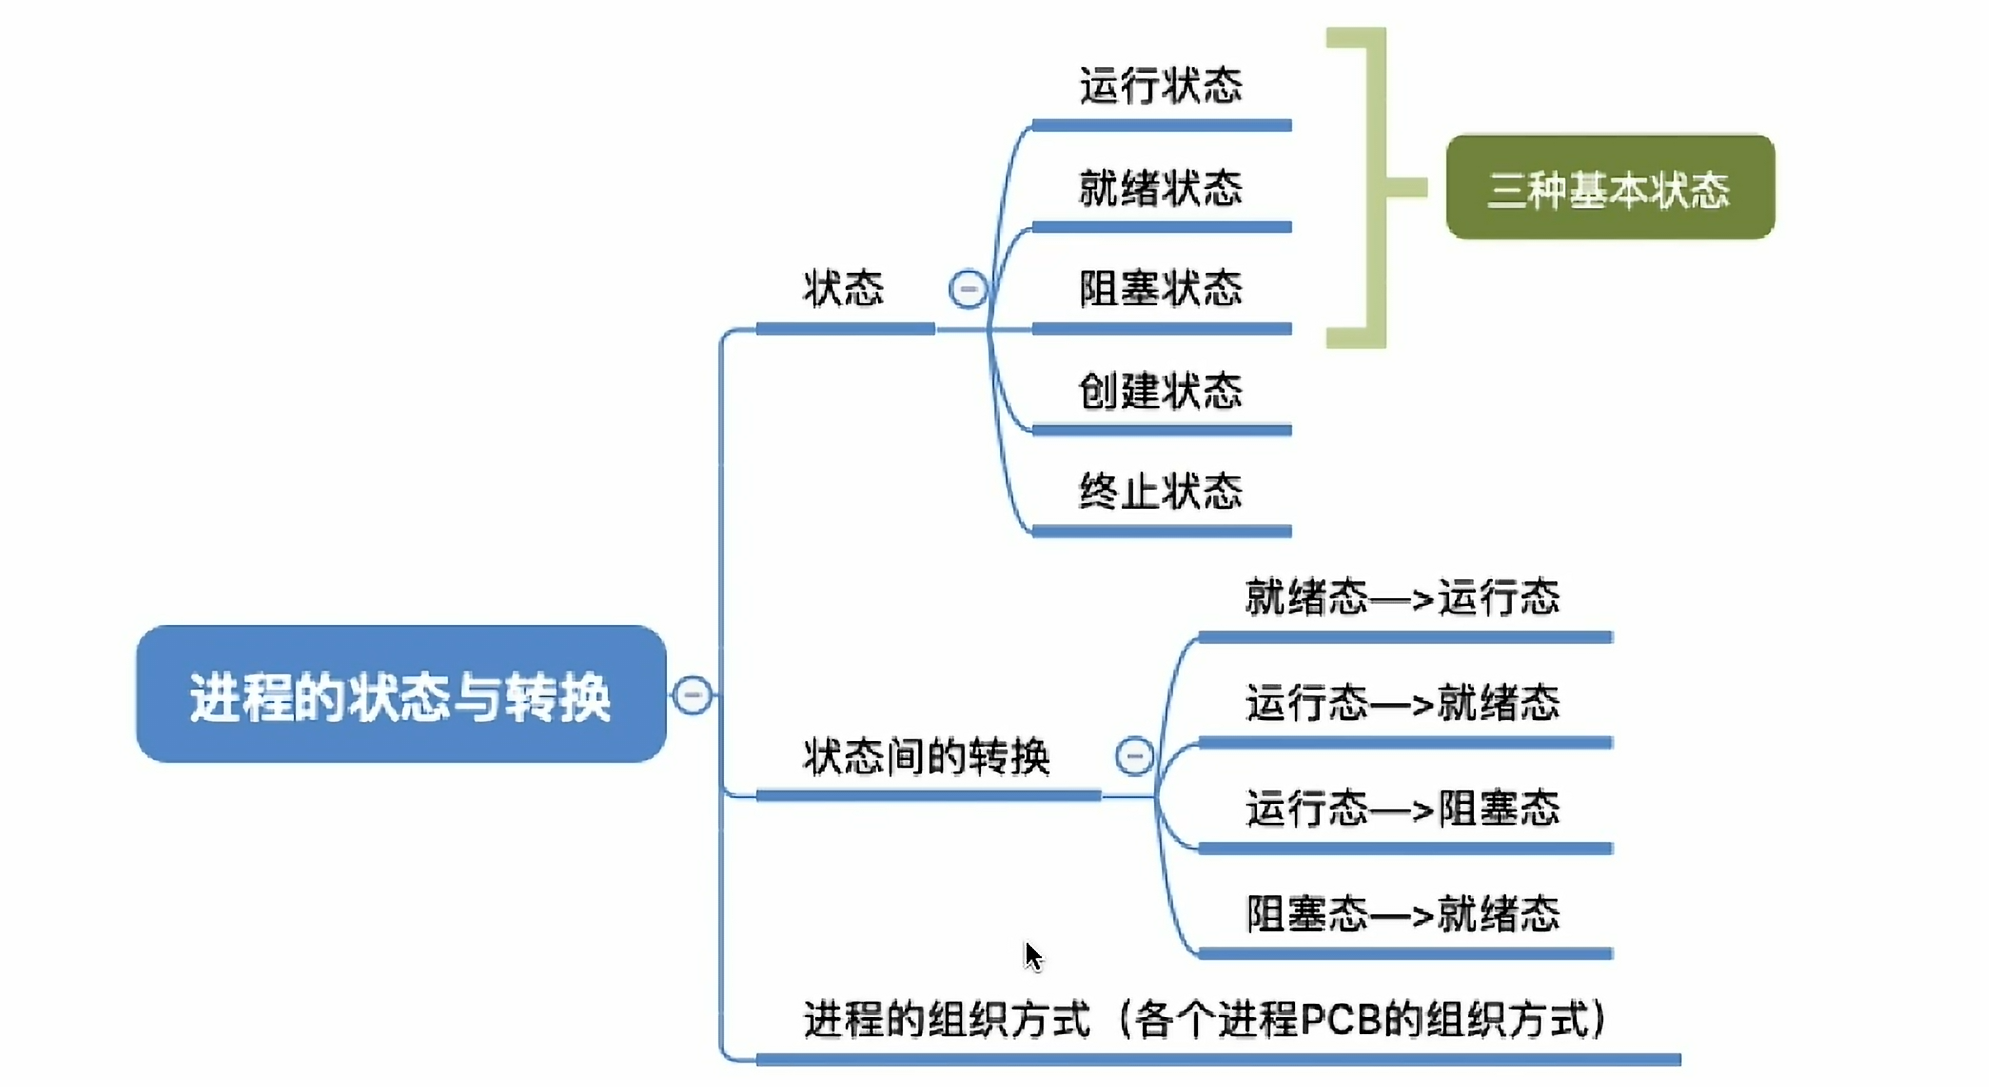 运行状态
就绪状态
三种基本状态
状态
阻塞状态
创建状态
终止状态
就绪态—>运行态
进程的状态与转换
运行态—>就绪态
状态间的转换
运行态—>阻塞态
阻塞态—>就绪态
进程的组织方式（各个进程PCB的组织方式）